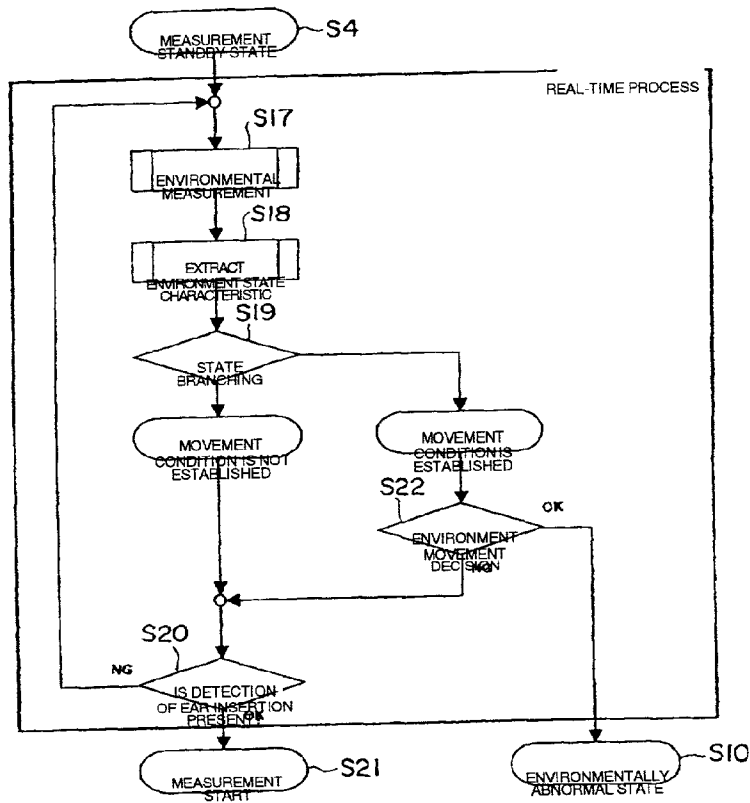 MEASUREMENT
STANDBY STATE
S4
REAL-TIME PROCESS
S17
ENVIRONMENTAL
MEASUREMENT
S18
EXTRACT
ENVIRONMENT STATE
CHARACTERISTIC
S19
STATE
BRANCHING
MOVEMENT
CONDITION IS NOT
ESTABLISHED
MOVEMENT
CONDITION IS
ESTABLISHED
S22
OK
ENVIRONMENT
MOVEMENT
DECISION
NG
S20
NG
IS DETECTION
OF EAR INSERTION
PRESENT?
OK
MEASUREMENT
START
S21
ENVIRONMENTALLY
ABNORMAL STATE
S10